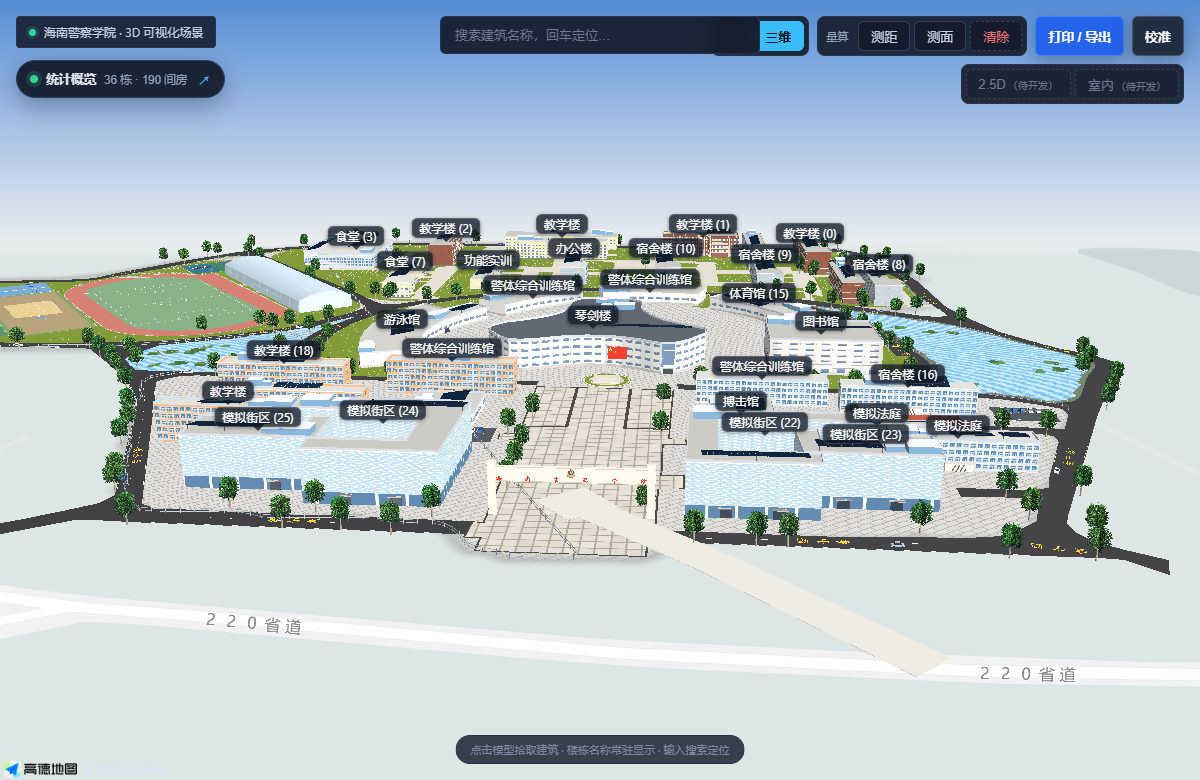 海南警察学院 · 3D 可视化场景
搜索建筑名称，回车定位...
三维
量算
测距
测面
清除
打印 / 导出
校准
统计概览 36 栋 · 190 间房 ↗
2.5D （待开发）
室内 （待开发）
教学楼
教学楼 (1)
教学楼 (2)
教学楼 (0)
食堂 (3)
办公楼
宿舍楼 (10)
宿舍楼 (9)
食堂 (7)
功能实训
宿舍楼 (8)
警体综合训练馆
警体综合训练馆
体育馆 (15)
游泳馆
琴剑楼
图书馆
教学楼 (18)
警体综合训练馆
警体综合训练馆
宿舍楼 (16)
教学楼
搏击馆
模拟街区 (25)
模拟街区 (24)
模拟法庭
模拟街区 (22)
模拟法庭
模拟街区 (23)
220省道
220省道
点击模型拾取建筑 · 楼栋名称常驻显示 · 输入搜索定位
高德地图